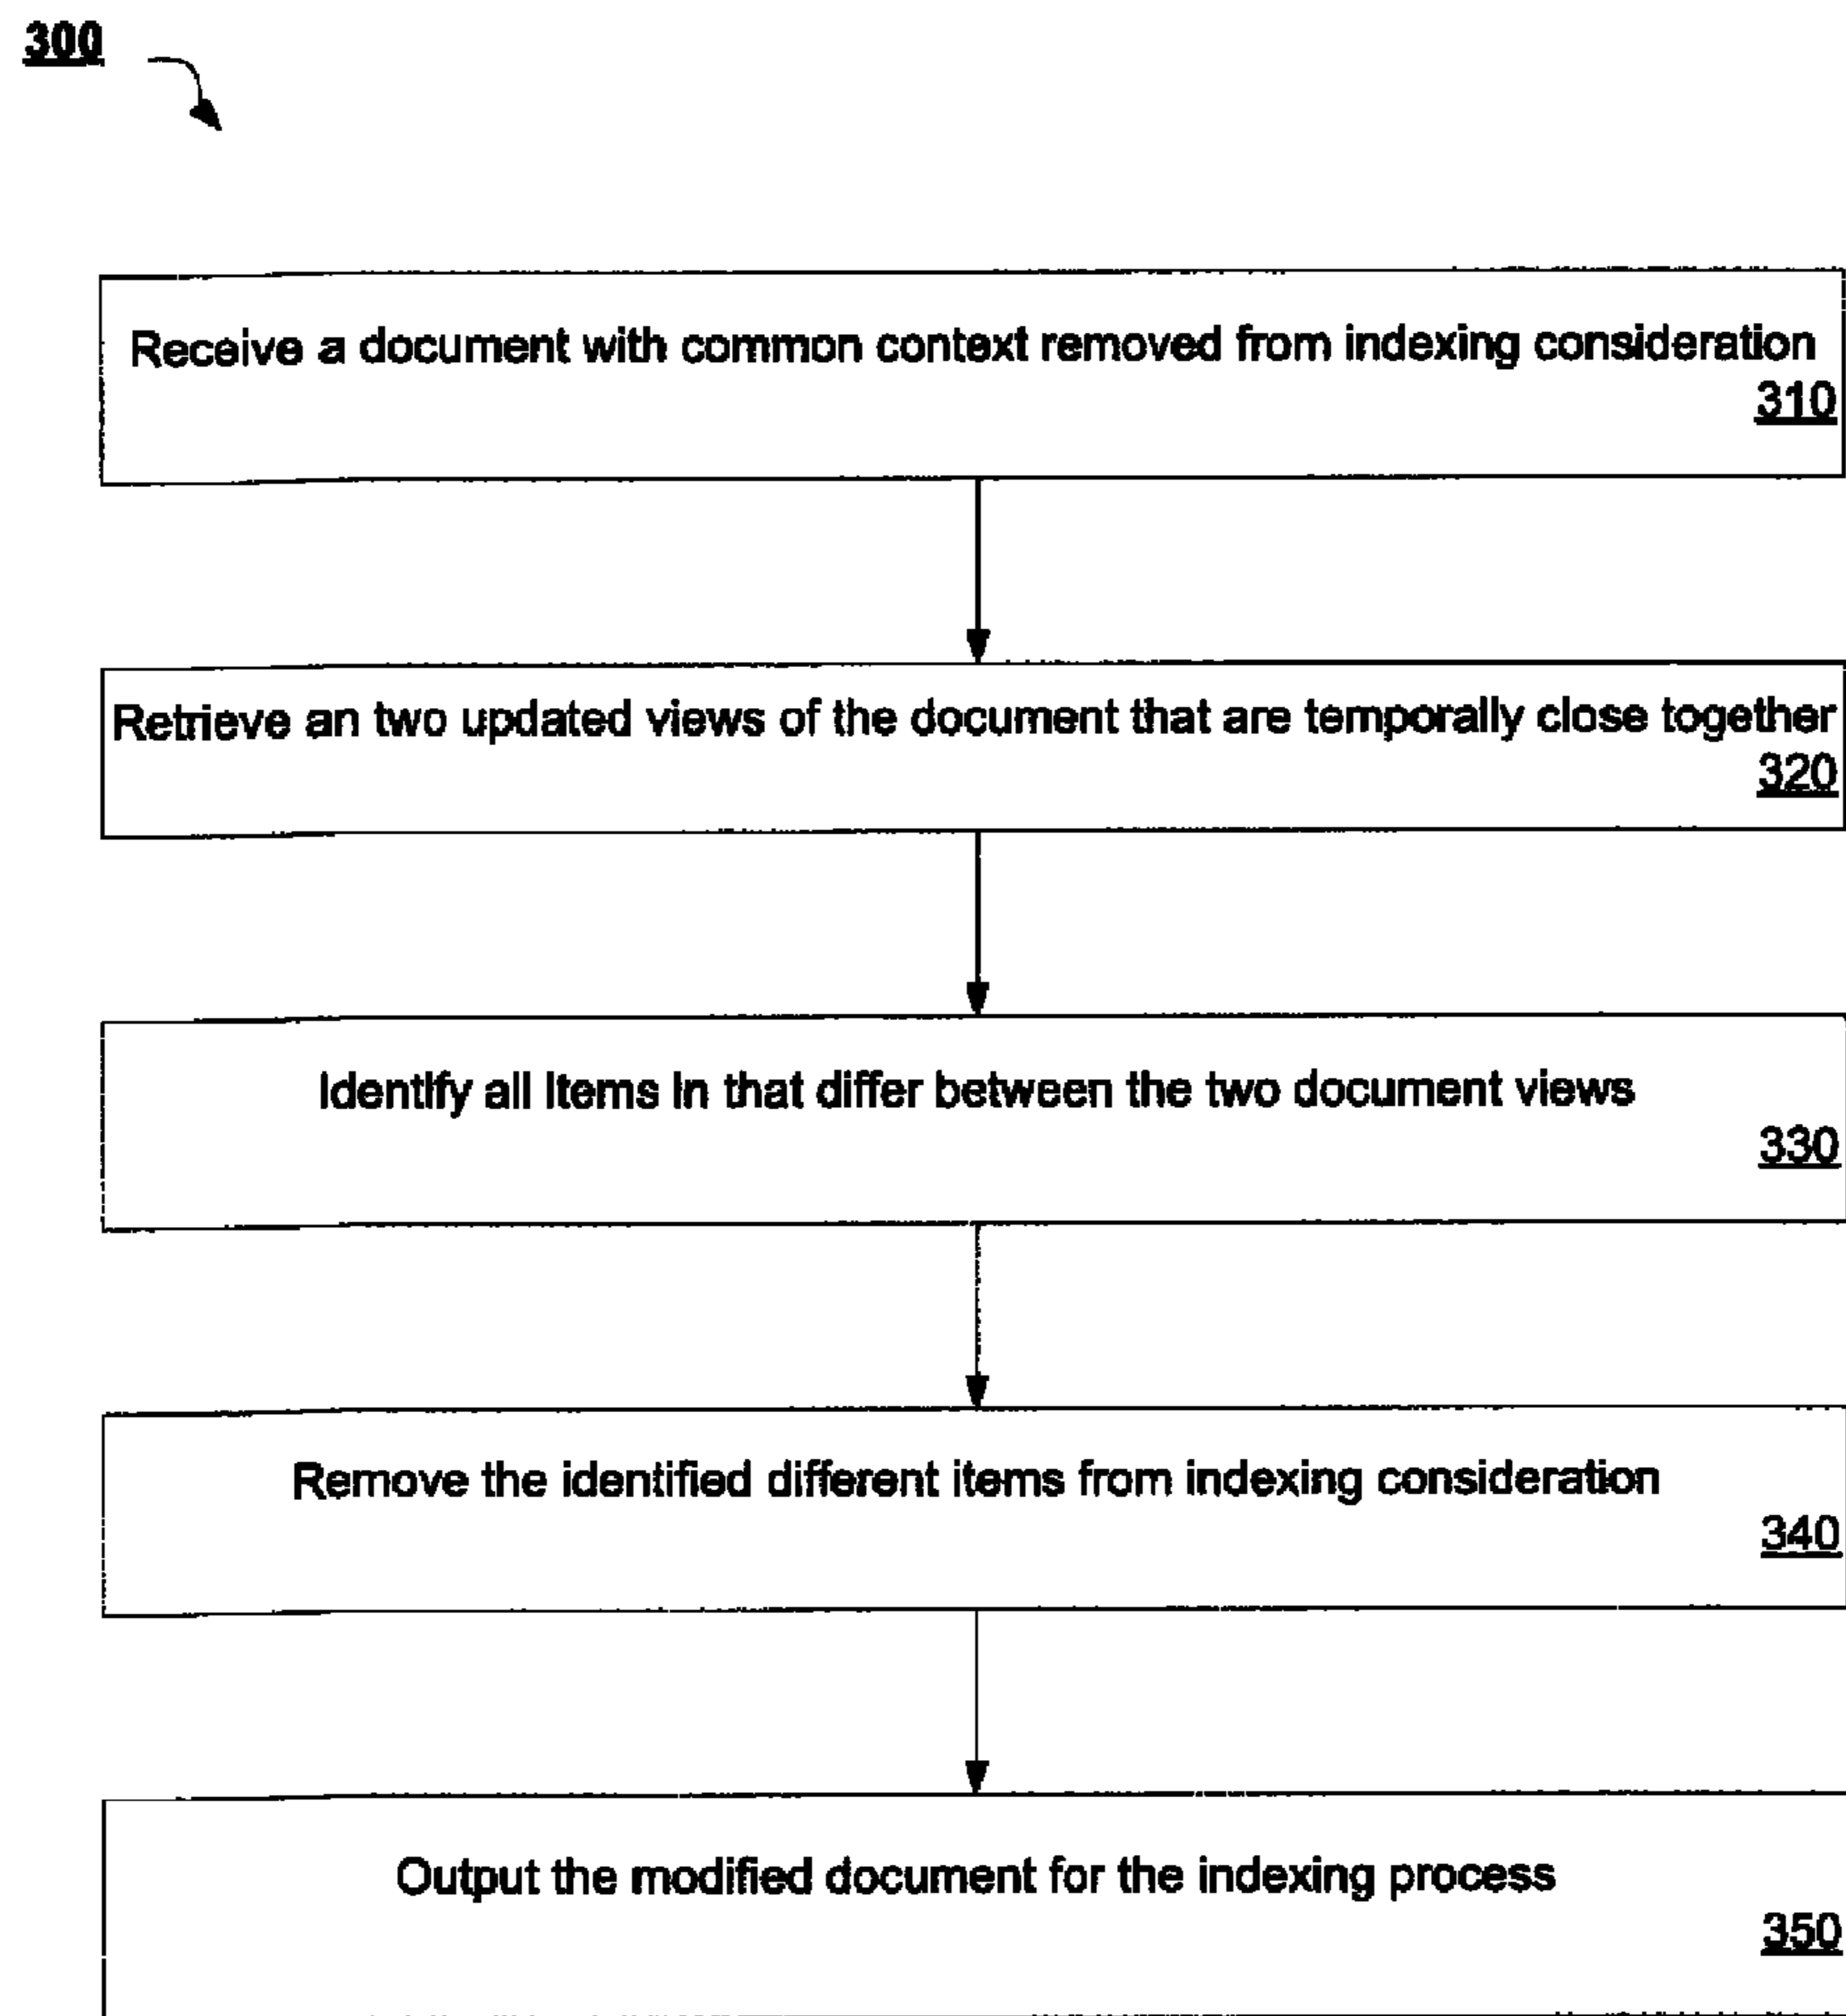 300
Receive a document with common context removed from indexing consideration
310
Retrieve an two updated views of the document that are temporally close together
320
Identify all items in that differ between the two document views
330
Remove the identified different items from indexing consideration
340
Output the modified document for the indexing process
350